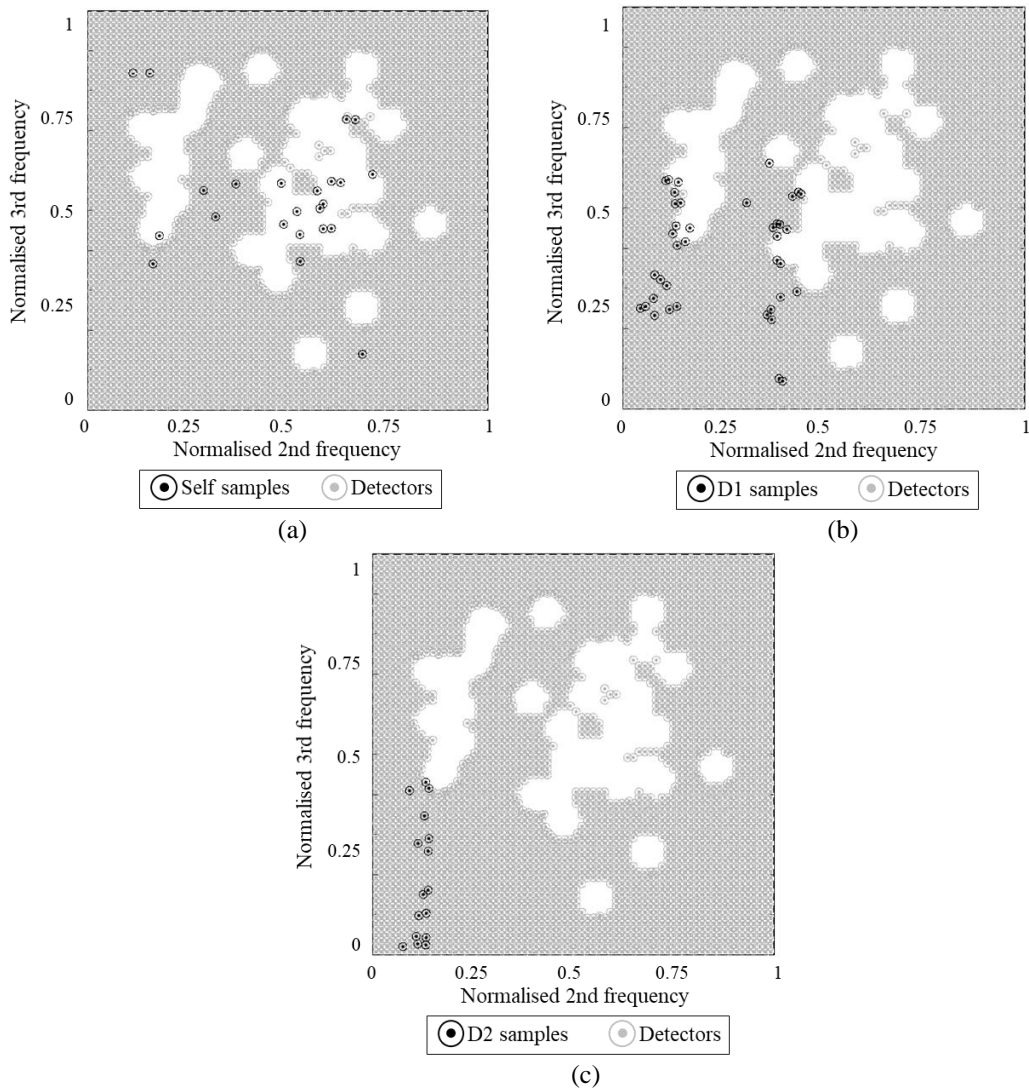 1
0.75
0.5
0.25
0
Normalised 3rd frequency
0 0.25 0.5 0.75 1
Normalised 2nd frequency
Self samples Detectors
(a)
1
0.75
0.5
0.25
0
Normalised 3rd frequency
0 0.25 0.5 0.75 1
Normalised 2nd frequency
D1 samples Detectors
(b)
1
0.75
0.5
0.25
0
Normalised 3rd frequency
0 0.25 0.5 0.75 1
Normalised 2nd frequency
D2 samples Detectors
(c)